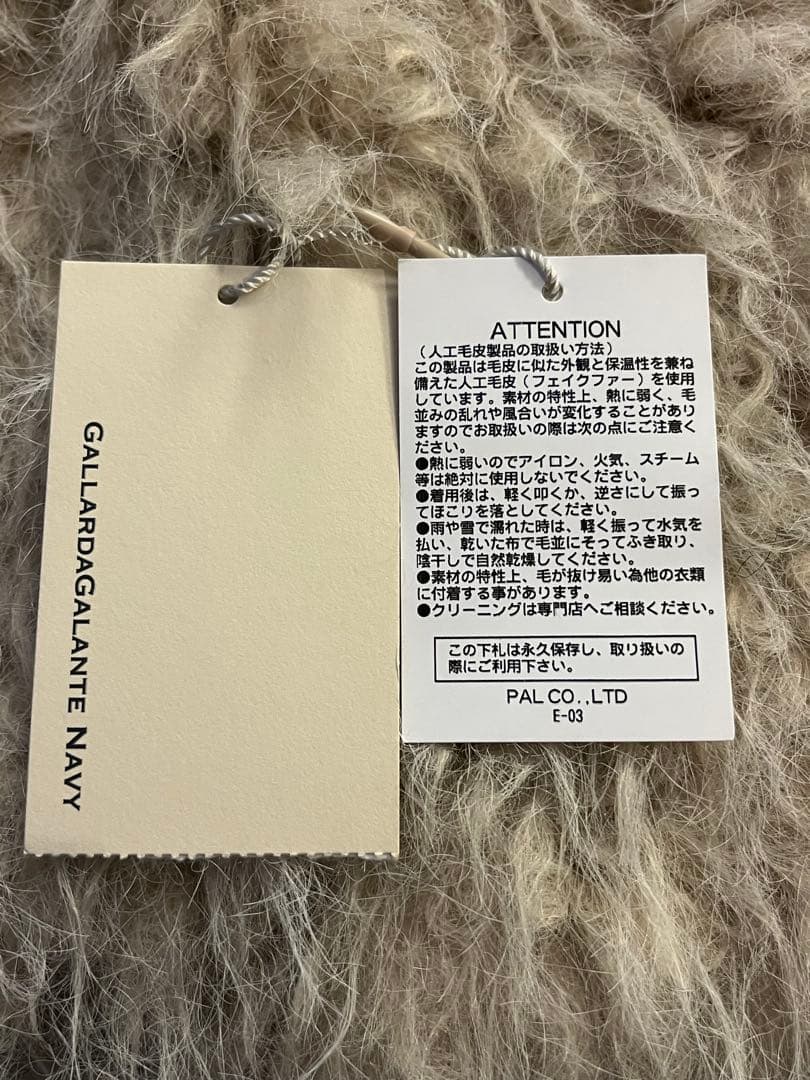 GALLARDAGALANTE NAVY
ATTENTION
(人工毛皮製品の取扱い方法)
この製品は毛皮に似た外観と保温性を兼ね
備えた人工毛皮(フェイクファー)を使用
しています。素材の特性上、熱に弱く、毛
並みの乱れや風合いが変化することがあり
ますのでお取扱いの際は次の点にご注意く
ださい。
●熱に弱いのでアイロン、火気、スチーム
等は絶対に使用しないでください。
●着用後は、軽く叩くか、逆さにして振っ
てほこりを落としてください。
●雨や雪で濡れた時は、軽く振って水気を
払い、乾いた布で毛並にそってふき取り、
陰干しで自然乾燥してください。
●素材の特性上、毛が抜け易い為他の衣類
に付着する事があります。
●クリーニングは専門店へご相談ください。
この下札は永久保存し、取り扱いの
際にご利用下さい。
PAL CO.,LTD
E-03